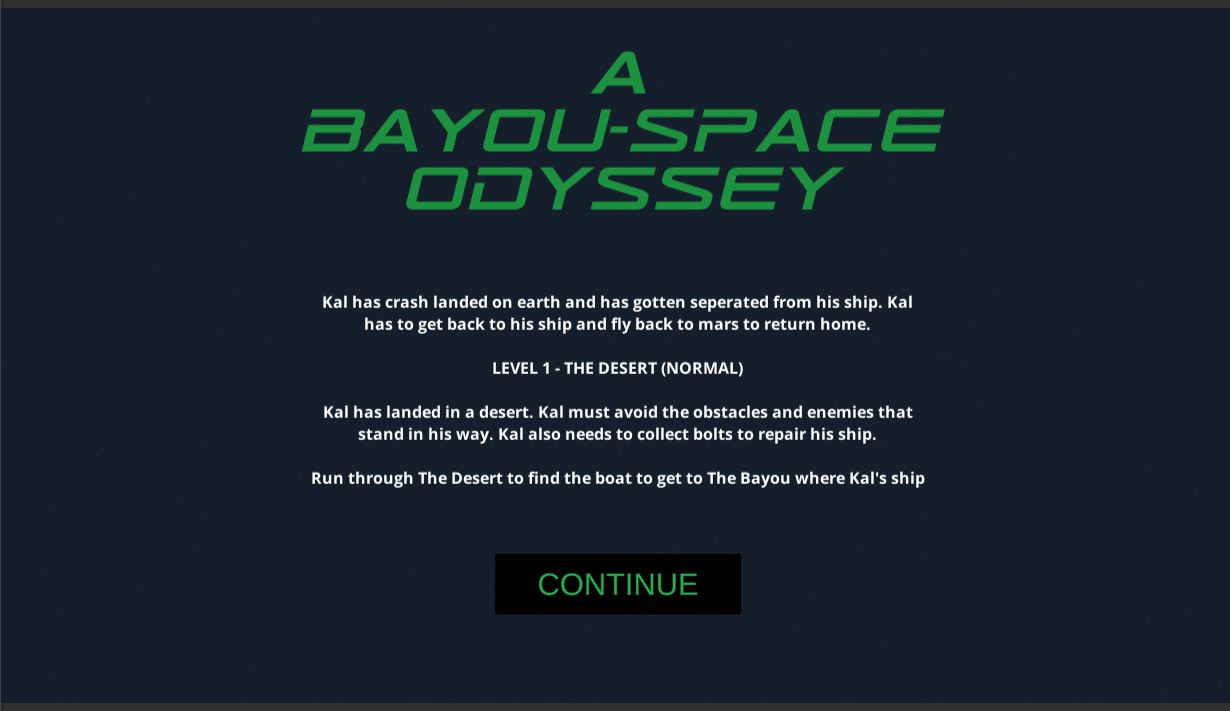 A
BAYOU-SPACE
ODYSSEY
Kal has crash landed on earth and has gotten seperated from his ship. Kal
has to get back to his ship and fly back to mars to return home.
LEVEL 1 - THE DESERT (NORMAL)
Kal has landed in a desert. Kal must avoid the obstacles and enemies that
stand in his way. Kal also needs to collect bolts to repair his ship.
Run through The Desert to find the boat to get to The Bayou where Kal's ship
CONTINUE